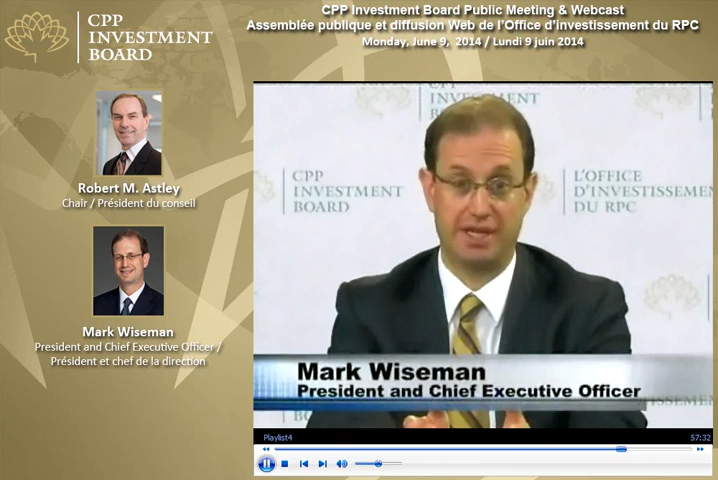 CPP
INVESTMENT
BOARD
CPP Investment Board Public Meeting & Webcast
Assemblée publique et diffusion Web de l'Office d'investissement du RPC
Monday, June 9, 2014 / Lundi 9 juin 2014
Robert M. Astley
Chair / Président du conseil
Mark Wiseman
President and Chief Executive Officer /
Président et chef de la direction
INVESTMENT
BOARD
CPP
INVESTMENT
BOARD
L'OFFICE
D'INVESTISSEMEN
DU RPC
Mark Wiseman
President and Chief Executive Officer
Playlist4
57:32